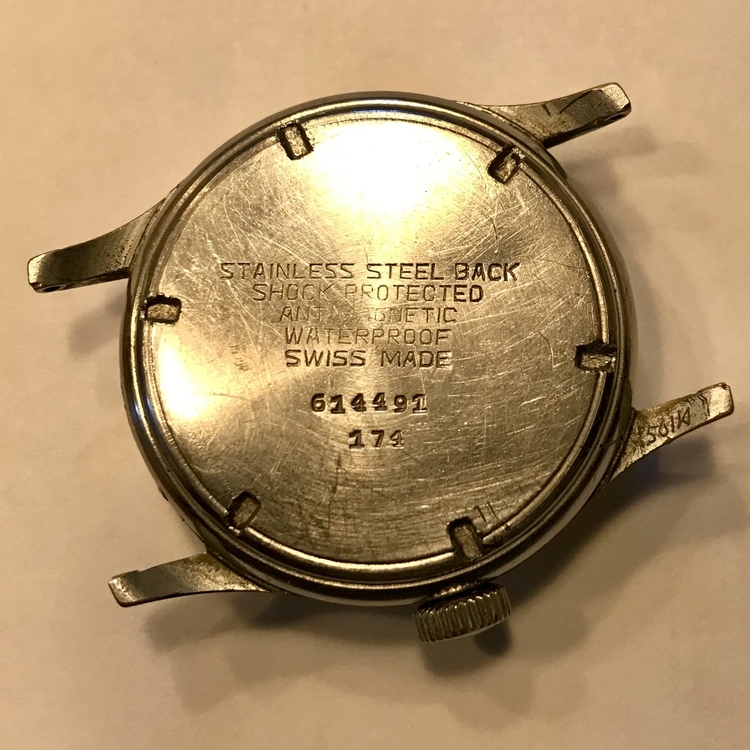 STAINLESS STEEL BACK
SHOCK PROTECTED
ANTIMAGNETIC
WATERPROOF
SWISS MADE
614491
174